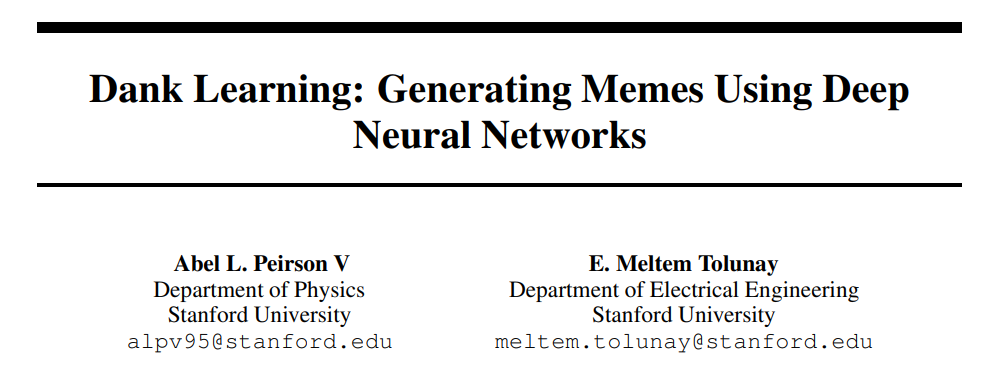 Dank Learning: Generating Memes Using Deep
Neural Networks
Abel L. Peirson V
Department of Physics
Stanford University
alpv95@stanford.edu
E. Meltem Tolunay
Department of Electrical Engineering
Stanford University
meltem.tolunay@stanford.edu